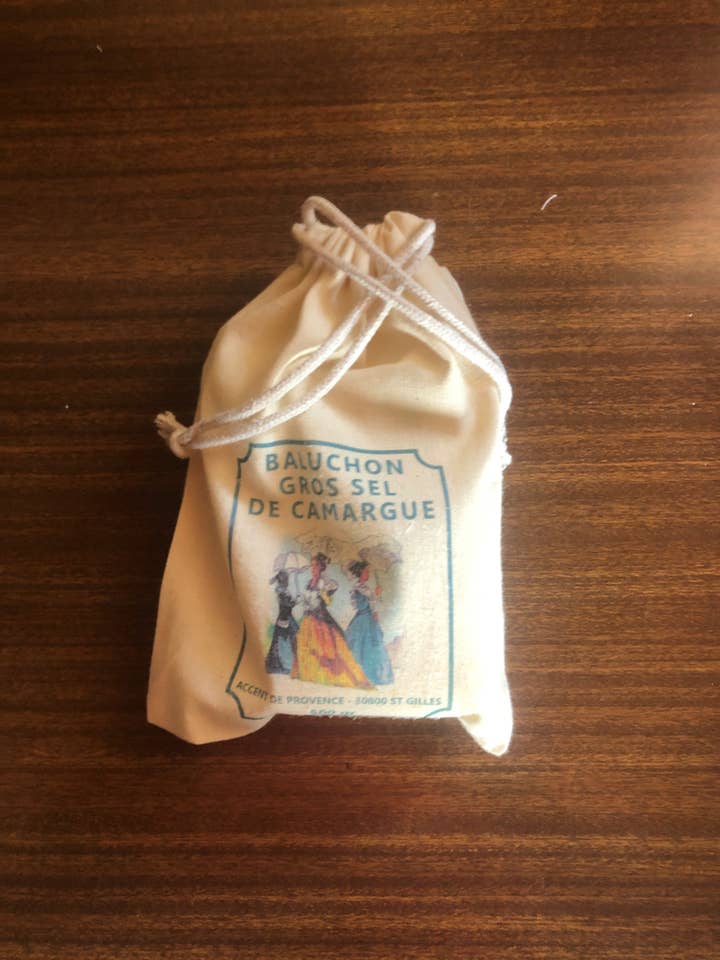 BALUCHON
GROS SEL
DE CAMARGUE
ACCENT DE PROVENCE - 30800 ST GILLES